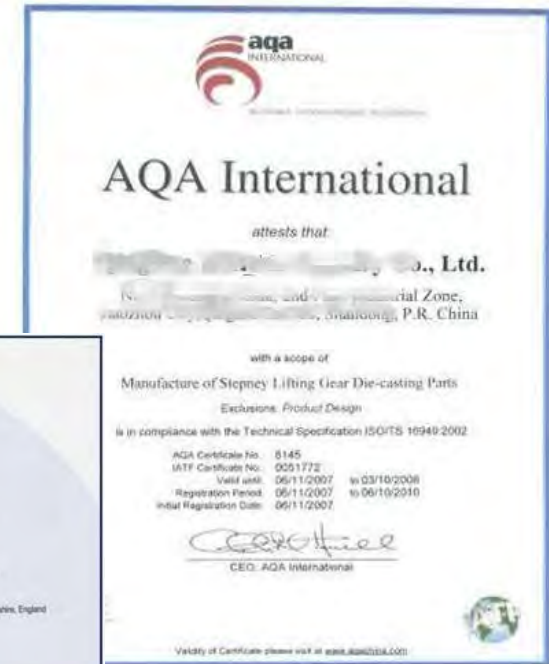 aqa
INTERNATIONAL
AQA International
attests that
o., Ltd.
rial Zone,
P.R. China
with a scope of
Manufacture of Stepney Lifting Gear Die-casting Parts
Exclusions: Product Design
is in compliance with the Technical Specification ISO/TS 16949:2002
AQA Certificate No. 8145
IATF Certificate No. 0051772
Valid until: 06/11/2007 to 03/10/2008
Registration Period: 06/11/2007 to 06/10/2010
Initial Registration Date: 06/11/2007
CEO, AQA International
England
Validity of Certificate please visit at www.aqachina.com